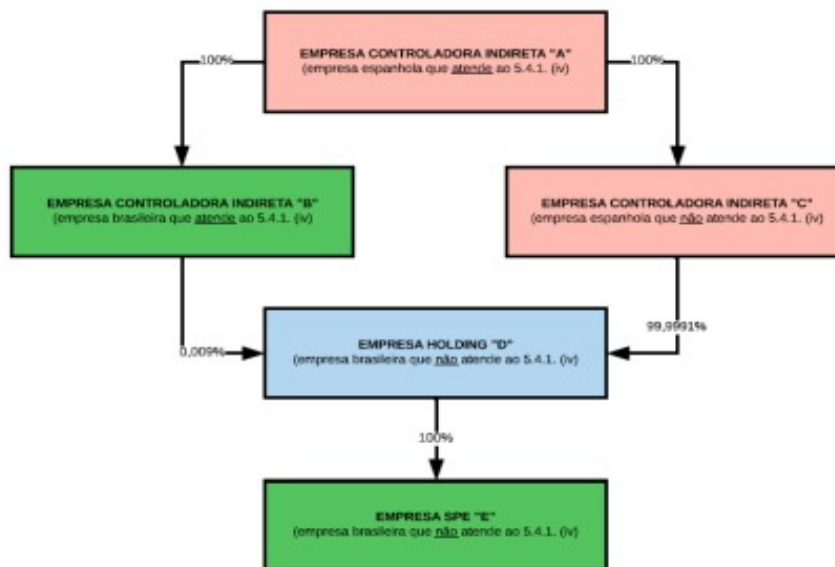 EMPRESA CONTROLADORA INDIRETA "A"
(empresa espanhola que atende ao 5.4.1. (iv)
100%
100%
EMPRESA CONTROLADORA INDIRETA "B"
(empresa brasileira que atende ao 5.4.1. (iv)
EMPRESA CONTROLADORA INDIRETA "C"
(empresa espanhola que não atende ao 5.4.1. (iv)
0,009%
99,9991%
EMPRESA HOLDING "D"
(empresa brasileira que não atende ao 5.4.1. (iv)
100%
EMPRESA SPE "E"
(empresa brasileira que não atende ao 5.4.1. (iv)